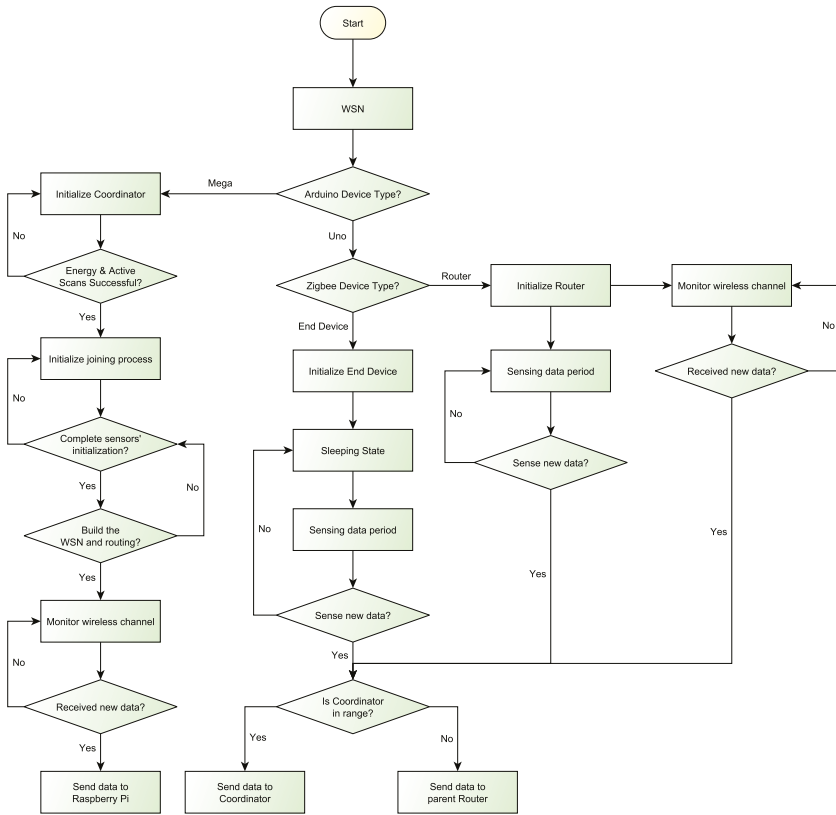 Start
WSN
Arduino Device Type?
Mega
Uno
Initialize Coordinator
No
Energy & Active
Scans Successful?
Yes
Initialize joining process
No
Complete sensors'
initialization?
Yes
No
Build the
WSN and routing?
Yes
Monitor wireless channel
No
Received new data?
Yes
Send data to
Raspberry Pi
Zigbee Device Type?
Router
End Device
Initialize End Device
Sleeping State
No
Sensing data period
Sense new data?
Yes
Initialize Router
Sensing data period
No
Sense new data?
Yes
Monitor wireless channel
No
Received new data?
Yes
Is Coordinator
in range?
Yes
No
Send data to
Coordinator
Send data to
parent Router